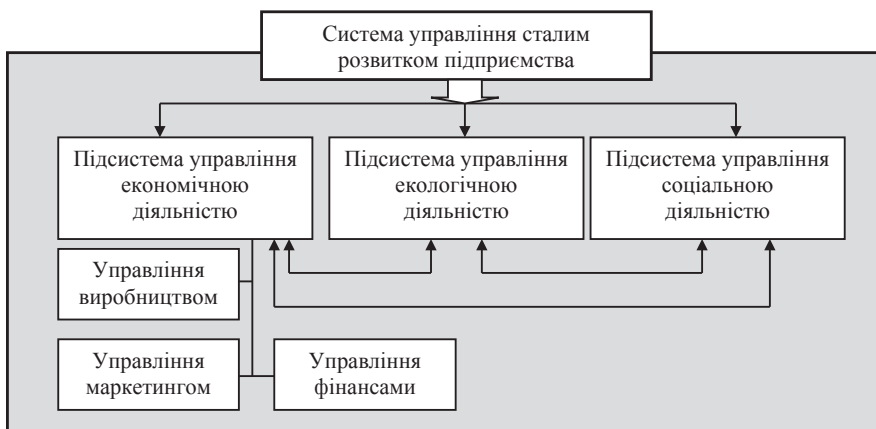 Система управління сталим
розвитком підприємства
Підсистема управління
економічною
діяльністю
Підсистема управління
екологічною
діяльністю
Підсистема управління
соціальною
діяльністю
Управління
виробництвом
Управління
маркетингом
Управління
фінансами